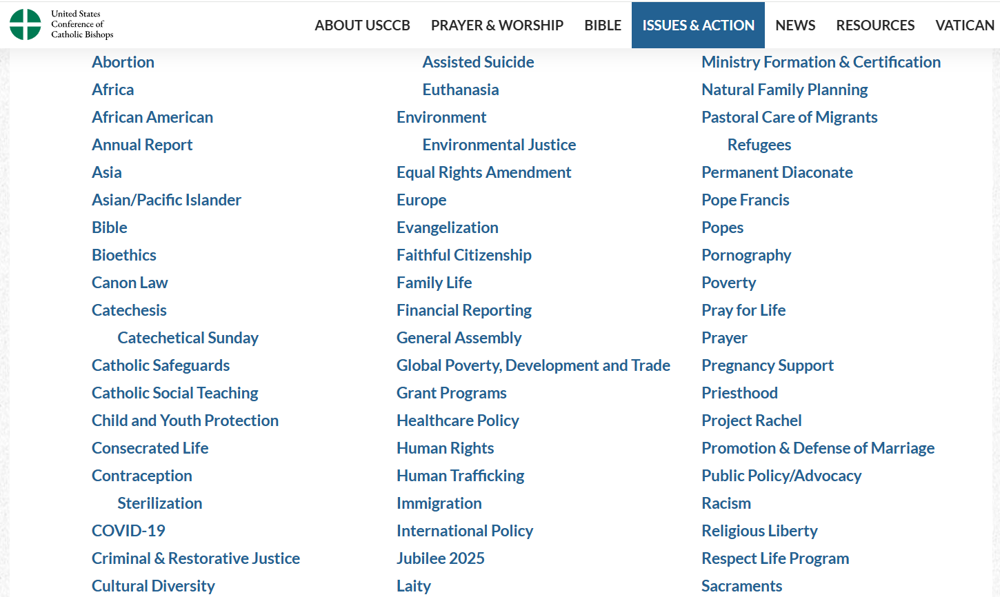 United States
Conference of
Catholic Bishops
ABOUT USCCB PRAYER & WORSHIP BIBLE ISSUES & ACTION NEWS RESOURCES VATICAN
Abortion
Africa
African American
Annual Report
Asia
Asian/Pacific Islander
Bible
Bioethics
Canon Law
Catechesis
Catechetical Sunday
Catholic Safeguards
Catholic Social Teaching
Child and Youth Protection
Consecrated Life
Contraception
Sterilization
COVID-19
Criminal & Restorative Justice
Cultural Diversity
Assisted Suicide
Euthanasia
Environment
Environmental Justice
Equal Rights Amendment
Europe
Evangelization
Faithful Citizenship
Family Life
Financial Reporting
General Assembly
Global Poverty, Development and Trade
Grant Programs
Healthcare Policy
Human Rights
Human Trafficking
Immigration
International Policy
Jubilee 2025
Laity
Ministry Formation & Certification
Natural Family Planning
Pastoral Care of Migrants
Refugees
Permanent Diaconate
Pope Francis
Popes
Pornography
Poverty
Pray for Life
Prayer
Pregnancy Support
Priesthood
Project Rachel
Promotion & Defense of Marriage
Public Policy/Advocacy
Racism
Religious Liberty
Respect Life Program
Sacraments